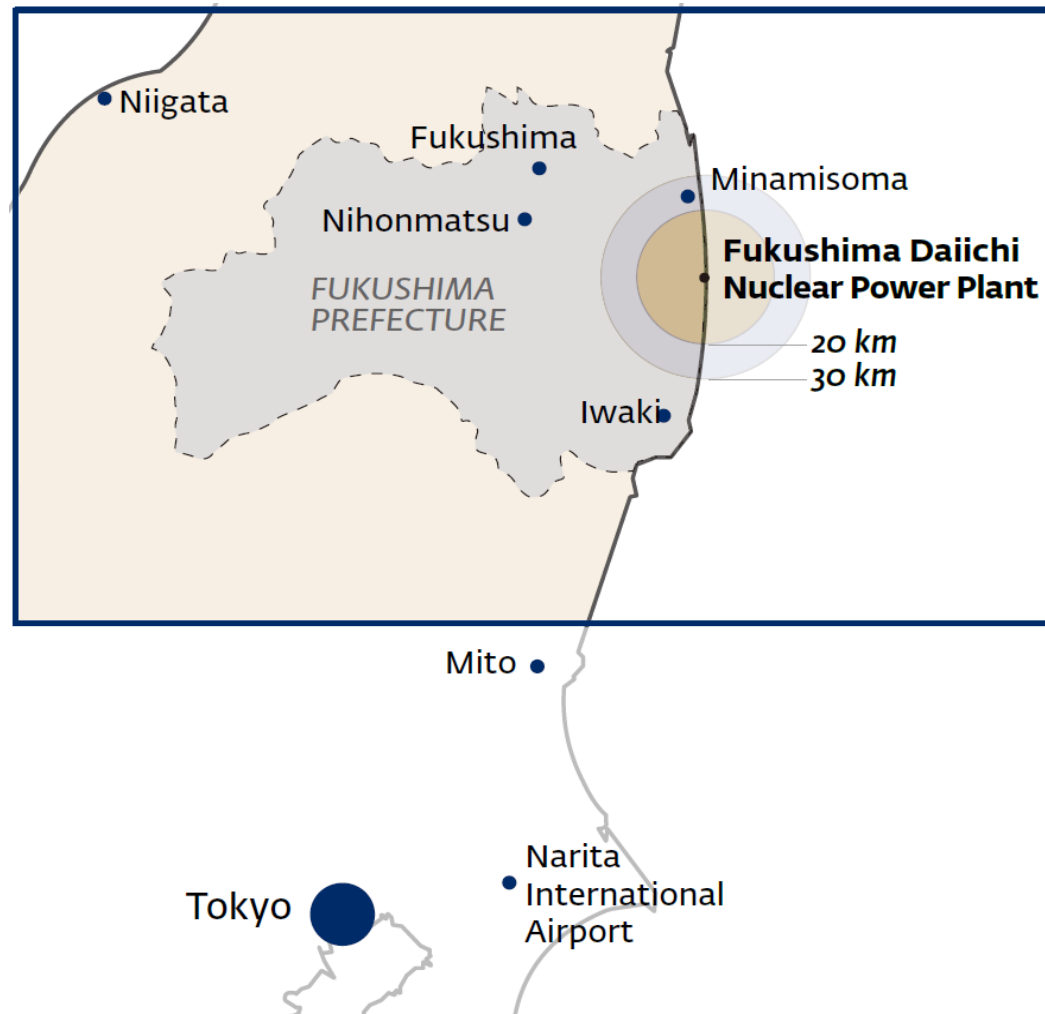 Niigata
Fukushima
Minamisoma
Nihonmatsu
Fukushima Daiichi
Nuclear Power Plant
FUKUSHIMA
PREFECTURE
20 km
30 km
Iwaki
Mito
Narita
International
Airport
Tokyo